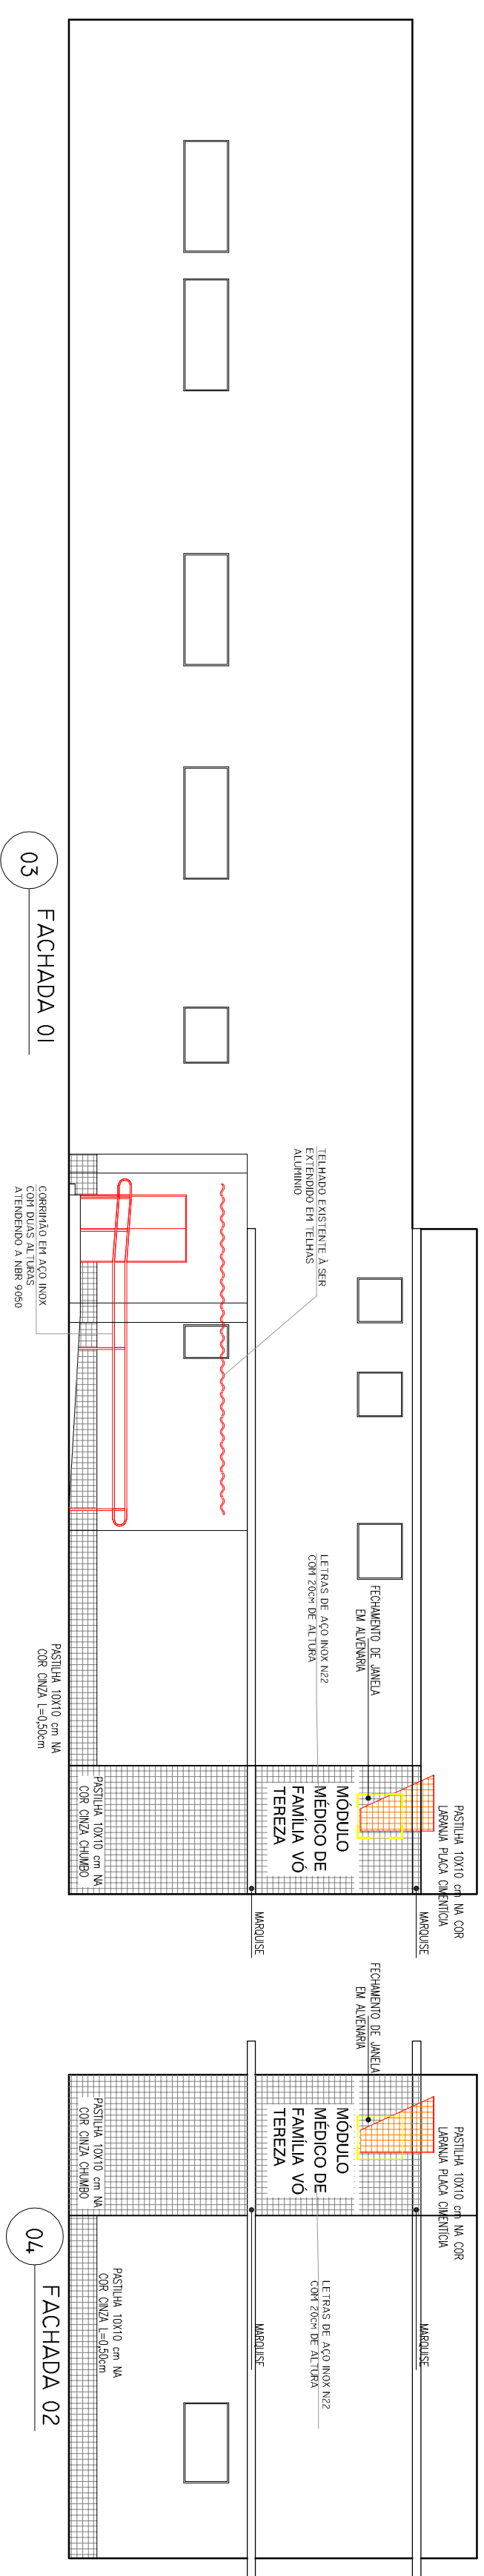 PASTILHA 10X10 cm NA COR
LARANJA PLACA CIMENTÍCIA
FECHAMENTO DE JANELA
EM ALVENARIA
LETRAS DE AÇO INOX N22
COM 20CM DE ALTURA
TELHADO EXISTENTE À SER
EXTENDIDO EM TELHAS
ALUMINIO
MÓDULO
MÉDICO DE
FAMÍLIA VÓ
TEREZA
MARQUISE
MARQUISE
PASTILHA 10X10 cm NA
COR CINZA CHUMBO
PASTILHA 10X10 cm NA
COR CINZA L=0,50cm
CORRIMÃO EM AÇO INOX
COM DUAS ALTURAS
ATENDENDO A NBR 9050
03
FACHADA 01
PASTILHA 10X10 cm NA COR
LARANJA PLACA CIMENTÍCIA
FECHAMENTO DE JANELA
EM ALVENARIA
MÓDULO
MÉDICO DE
FAMÍLIA VÓ
TEREZA
MARQUISE
MARQUISE
LETRAS DE AÇO INOX N22
COM 20CM DE ALTURA
PASTILHA 10X10 cm NA
COR CINZA CHUMBO
PASTILHA 10X10 cm NA
COR CINZA L=0,50cm
04
FACHADA 02